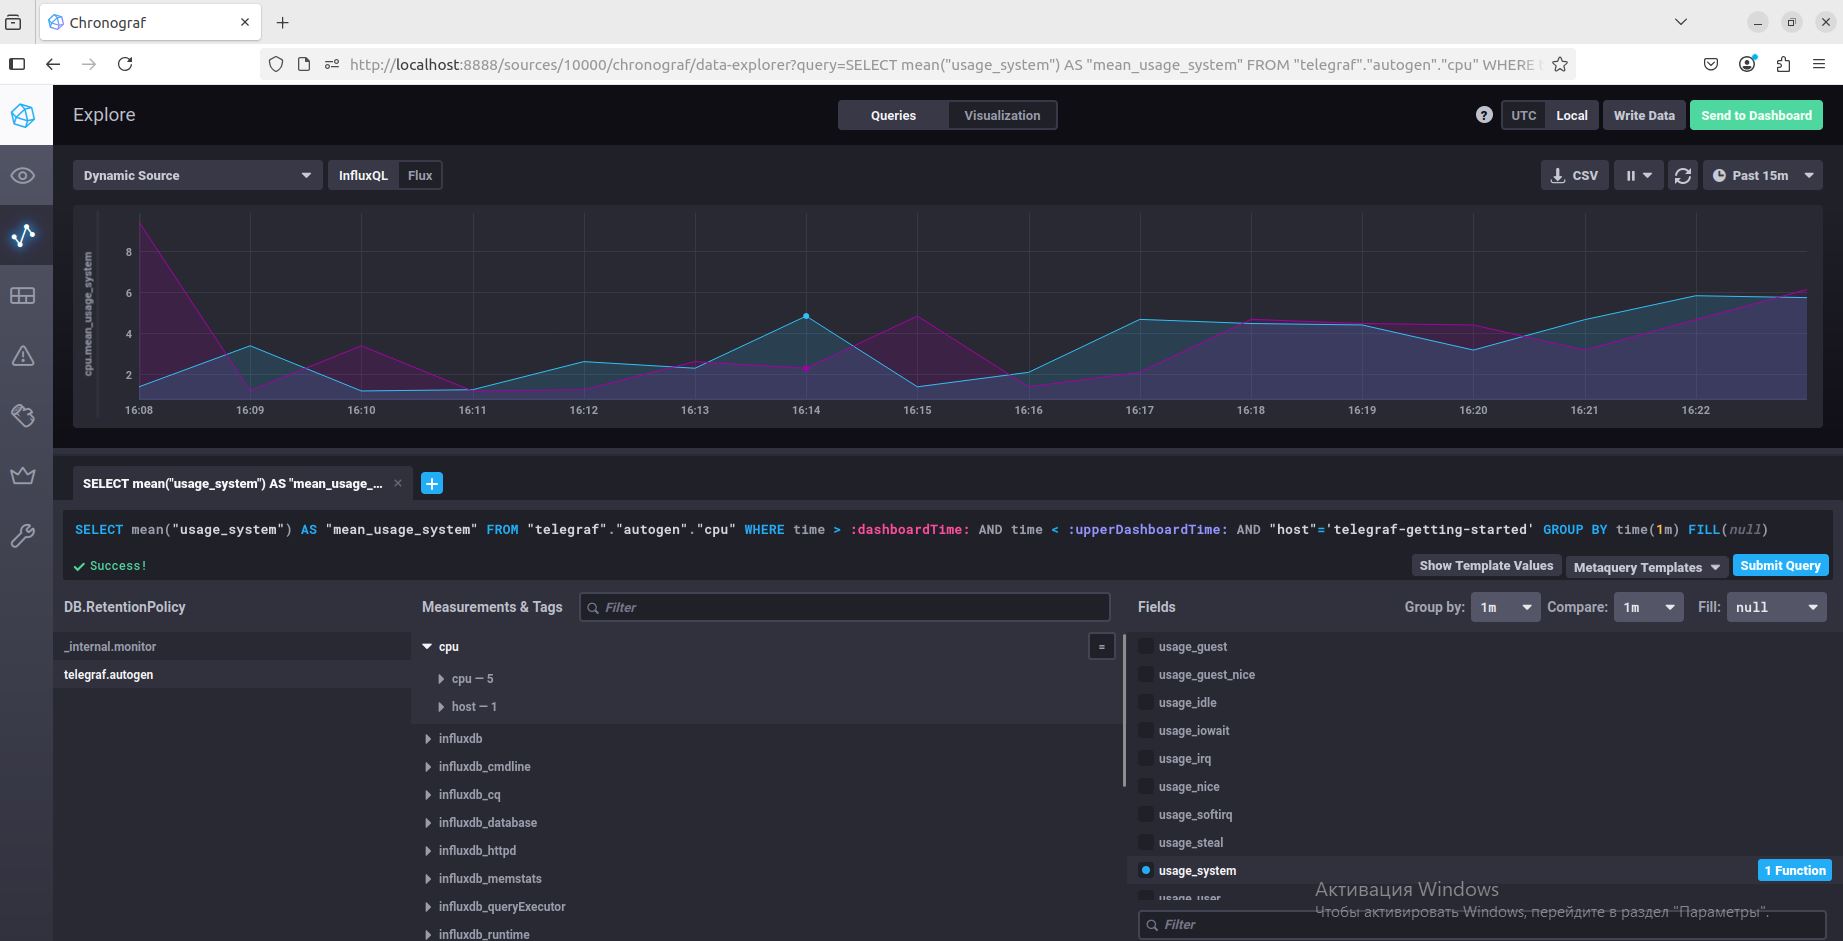 Chronograf
http://localhost:8888/sources/10000/chronograf/data-explorer?query=SELECT mean("usage_system") AS "mean_usage_system" FROM "telegraf"."autogen"."cpu" WHERE
Explore
Queries
Visualization
?
UTC
Local
Write Data
Send to Dashboard
Dynamic Source
InfluxQL
Flux
CSV
Past 15m
cpu.mean_usage_system
8
6
4
2
16:08 16:09 16:10 16:11 16:12 16:13 16:14 16:15 16:16 16:17 16:18 16:19 16:20 16:21 16:22
SELECT mean("usage_system") AS "mean_usage_...
SELECT mean("usage_system") AS "mean_usage_system" FROM "telegraf"."autogen"."cpu" WHERE time > :dashboardTime: AND time < :upperDashboardTime: AND "host"='telegraf-getting-started' GROUP BY time(1m) FILL(null)
Success!
Show Template Values
Metaquery Templates
Submit Query
DB.RetentionPolicy
_internal.monitor
telegraf.autogen
Measurements & Tags
Filter
cpu
=
cpu — 5
host — 1
influxdb
influxdb_cmdline
influxdb_cq
influxdb_database
influxdb_httpd
influxdb_memstats
influxdb_queryExecutor
influxdb_runtime
Fields
Group by: 1m
Compare: 1m
Fill: null
usage_guest
usage_guest_nice
usage_idle
usage_iowait
usage_irq
usage_nice
usage_softirq
usage_steal
usage_system
1 Function
usage_user
Filter
Активация Windows
Чтобы активировать Windows, перейдите в раздел "Параметры".